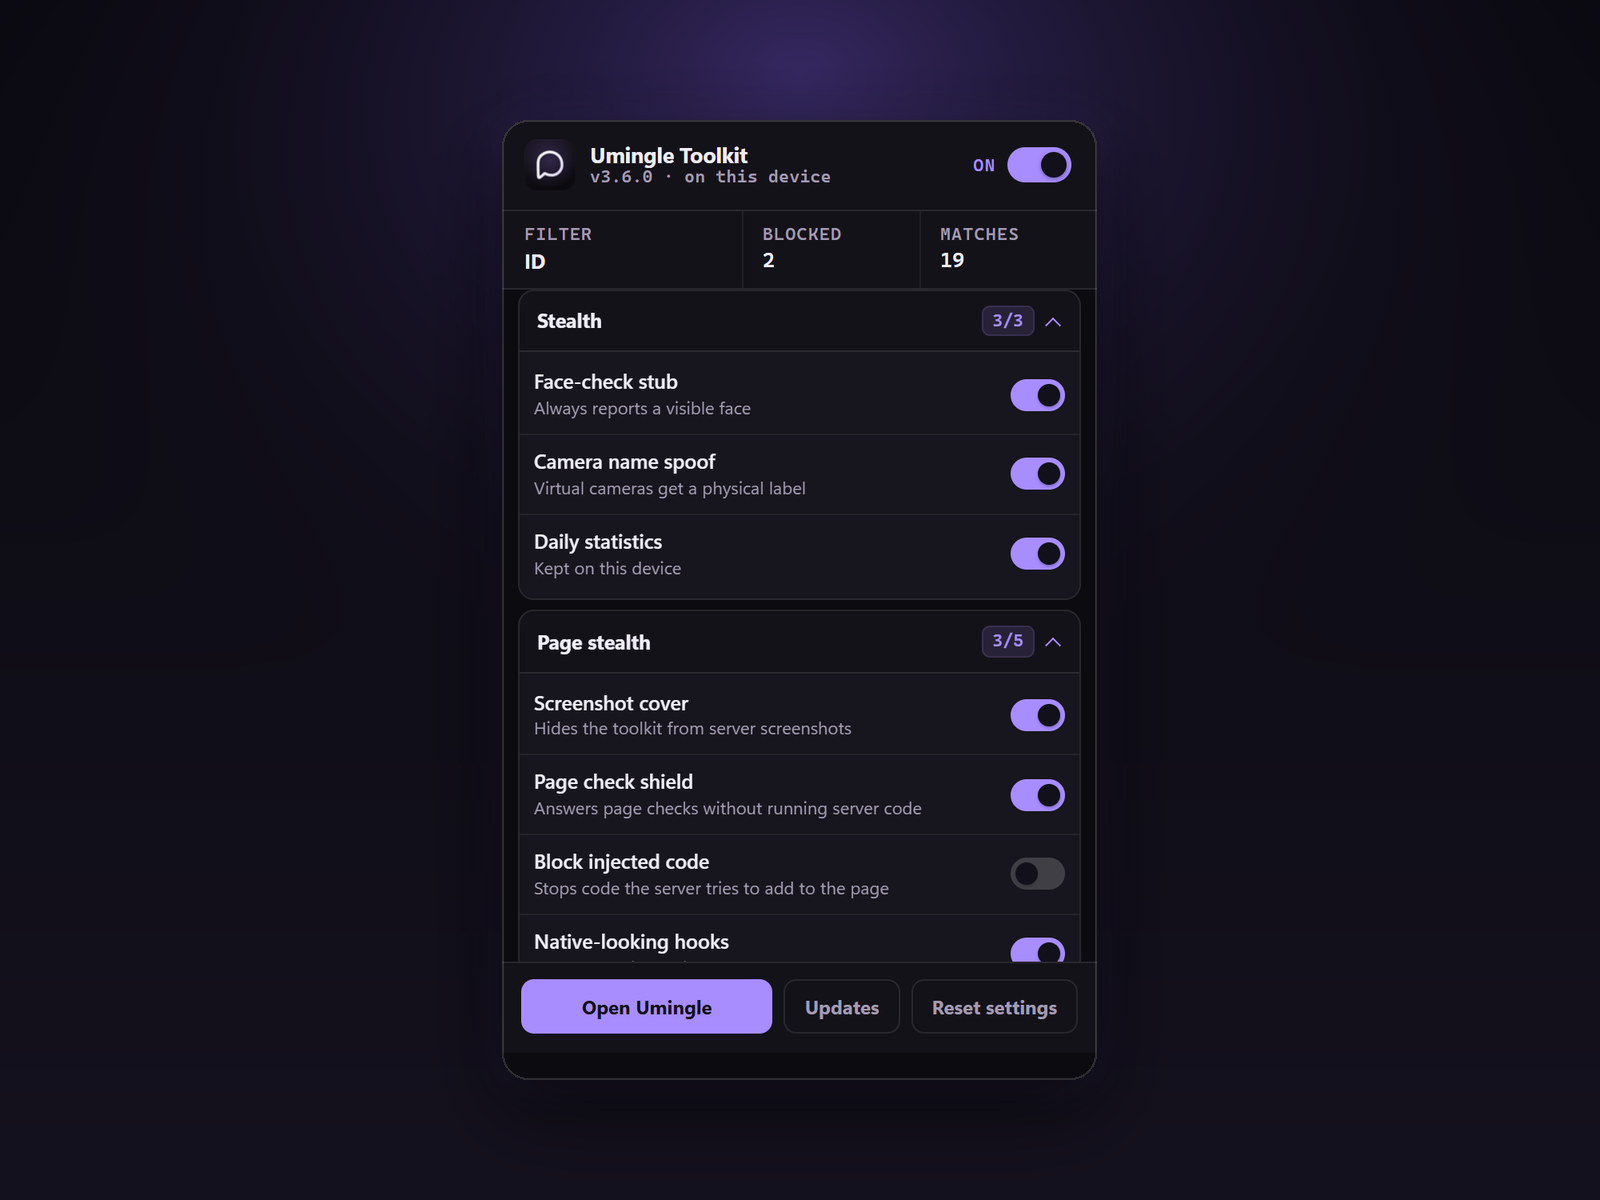 Umingle Toolkit
v3.6.0 · on this device
ON
FILTER
ID
BLOCKED
2
MATCHES
19
Stealth
3/3
Face-check stub
Always reports a visible face
Camera name spoof
Virtual cameras get a physical label
Daily statistics
Kept on this device
Page stealth
3/5
Screenshot cover
Hides the toolkit from server screenshots
Page check shield
Answers page checks without running server code
Block injected code
Stops code the server tries to add to the page
Native-looking hooks
Open Umingle
Updates
Reset settings